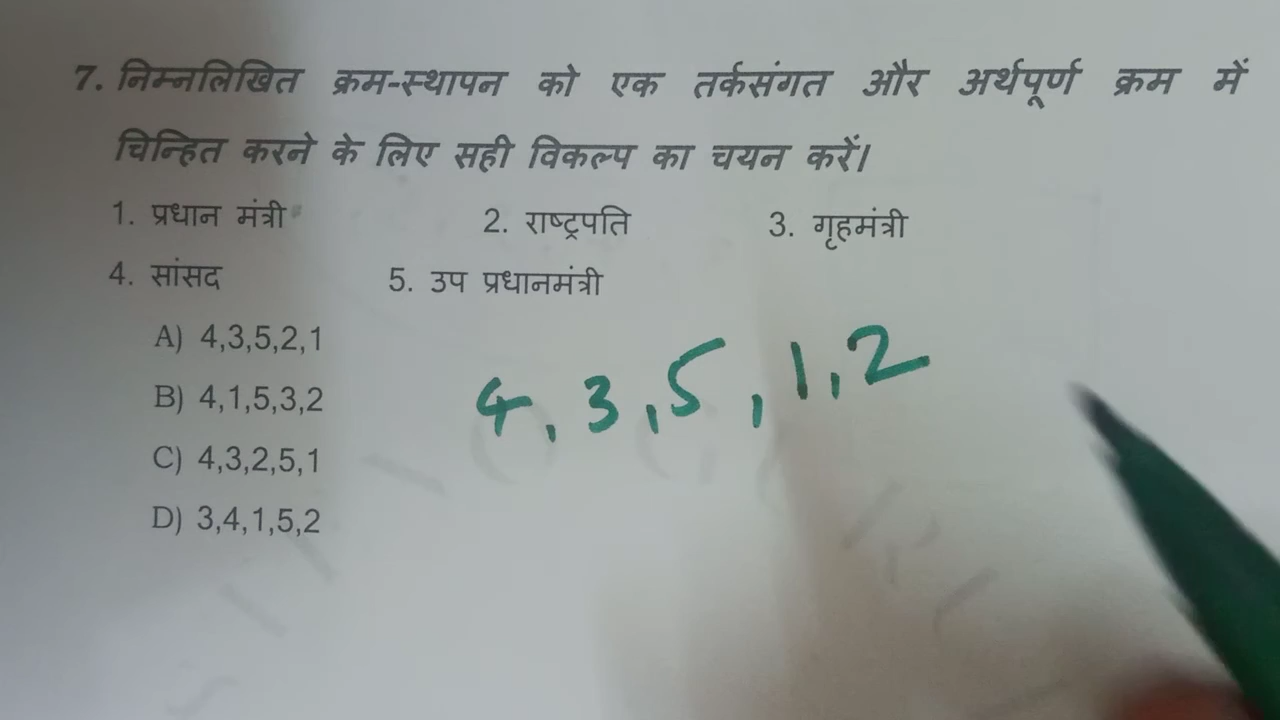 7. निम्नलिखित क्रम-स्थापन को एक तर्कसंगत और अर्थपूर्ण क्रम में
चिन्हित करने के लिए सही विकल्प का चयन करें।
1. प्रधान मंत्री 2. राष्ट्रपति 3. गृहमंत्री
4. सांसद 5. उप प्रधानमंत्री
A) 4,3,5,2,1
4,3,5,1,2
B) 4,1,5,3,2
C) 4,3,2,5,1
D) 3,4,1,5,2